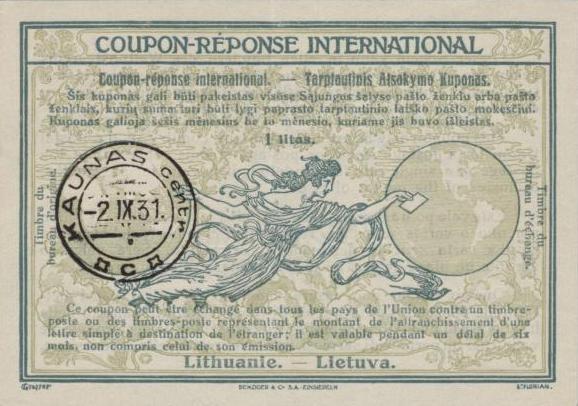 COUPON-RÉPONSE INTERNATIONAL
Coupon-réponse international. — Tarptautinis Atsakymo Kuponas.
Šis kuponas gali būti pakeistas visose Sąjungos šalyse pašto ženklu arba pašto
ženklais, kurių suma turi būti lygi paprasto tarptautinio laiško pašto mokesčiui.
Kuponas galioja šešis mėnesius be to mėnesio, kuriame jis buvo išleistas.
1 litas.
Timbre du
bureau d'origine.
KAUNAS Centr.
-2.IX.31.
C
Timbre du
bureau d'échange.
Ce coupon peut être échangé dans tous les pays de l'Union contre un timbre-
poste ou des timbres-poste représentant le montant de l'affranchissement d'une
lettre simple à destination de l'étranger; il est valable pendant un délai de six
mois, non compris celui de son émission.
Lithuanie. — Lietuva.
BENZIGER & Co S.A. EINSIEDELN